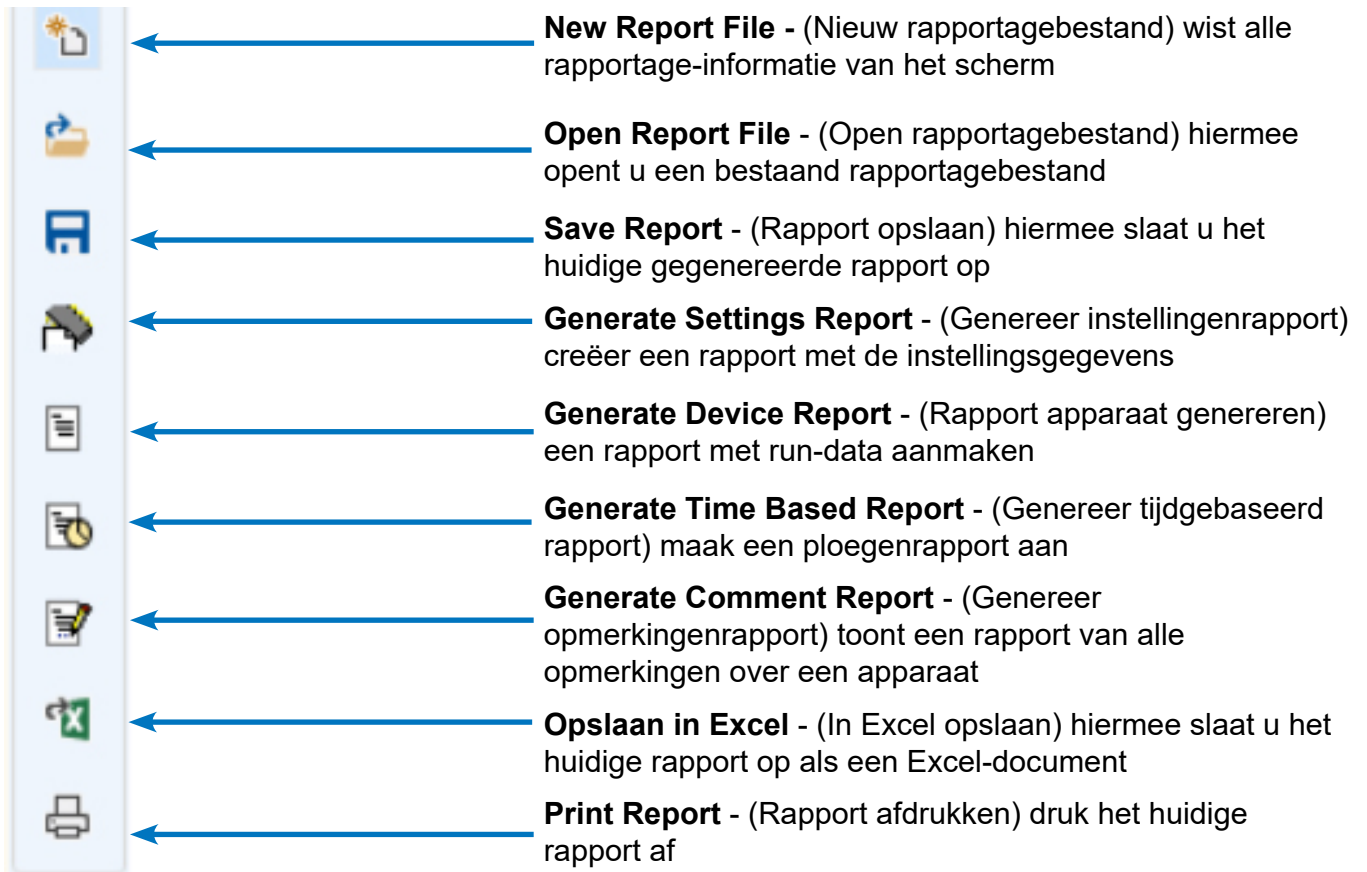 New Report File - (Nieuw rapportagebestand) wist alle
rapportage-informatie van het scherm
Open Report File - (Open rapportagebestand) hiermee
opent u een bestaand rapportagebestand
Save Report - (Rapport opslaan) hiermee slaat u het
huidige gegenereerde rapport op
Generate Settings Report - (Genereer instellingenrapport)
creëer een rapport met de instellingsgegevens
Generate Device Report - (Rapport apparaat genereren)
een rapport met run-data aanmaken
Generate Time Based Report - (Genereer tijdgebaseerd
rapport) maak een ploegenrapport aan
Generate Comment Report - (Genereer
opmerkingenrapport) toont een rapport van alle
opmerkingen over een apparaat
Opslaan in Excel - (In Excel opslaan) hiermee slaat u het
huidige rapport op als een Excel-document
Print Report - (Rapport afdrukken) druk het huidige
rapport af